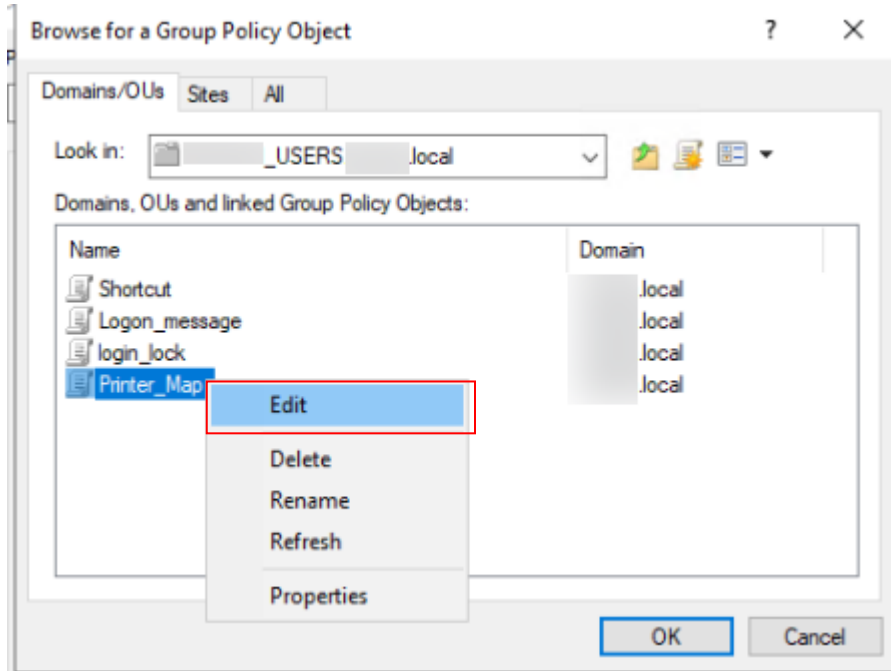 Browse for a Group Policy Object ? X
Domains/OUs Sites All
Look in: _USERS .local
Domains, OUs and linked Group Policy Objects:
Name Domain
Shortcut .local
Logon_message .local
login_lock .local
Printer_Map .local
Edit
Delete
Rename
Refresh
Properties
OK Cancel